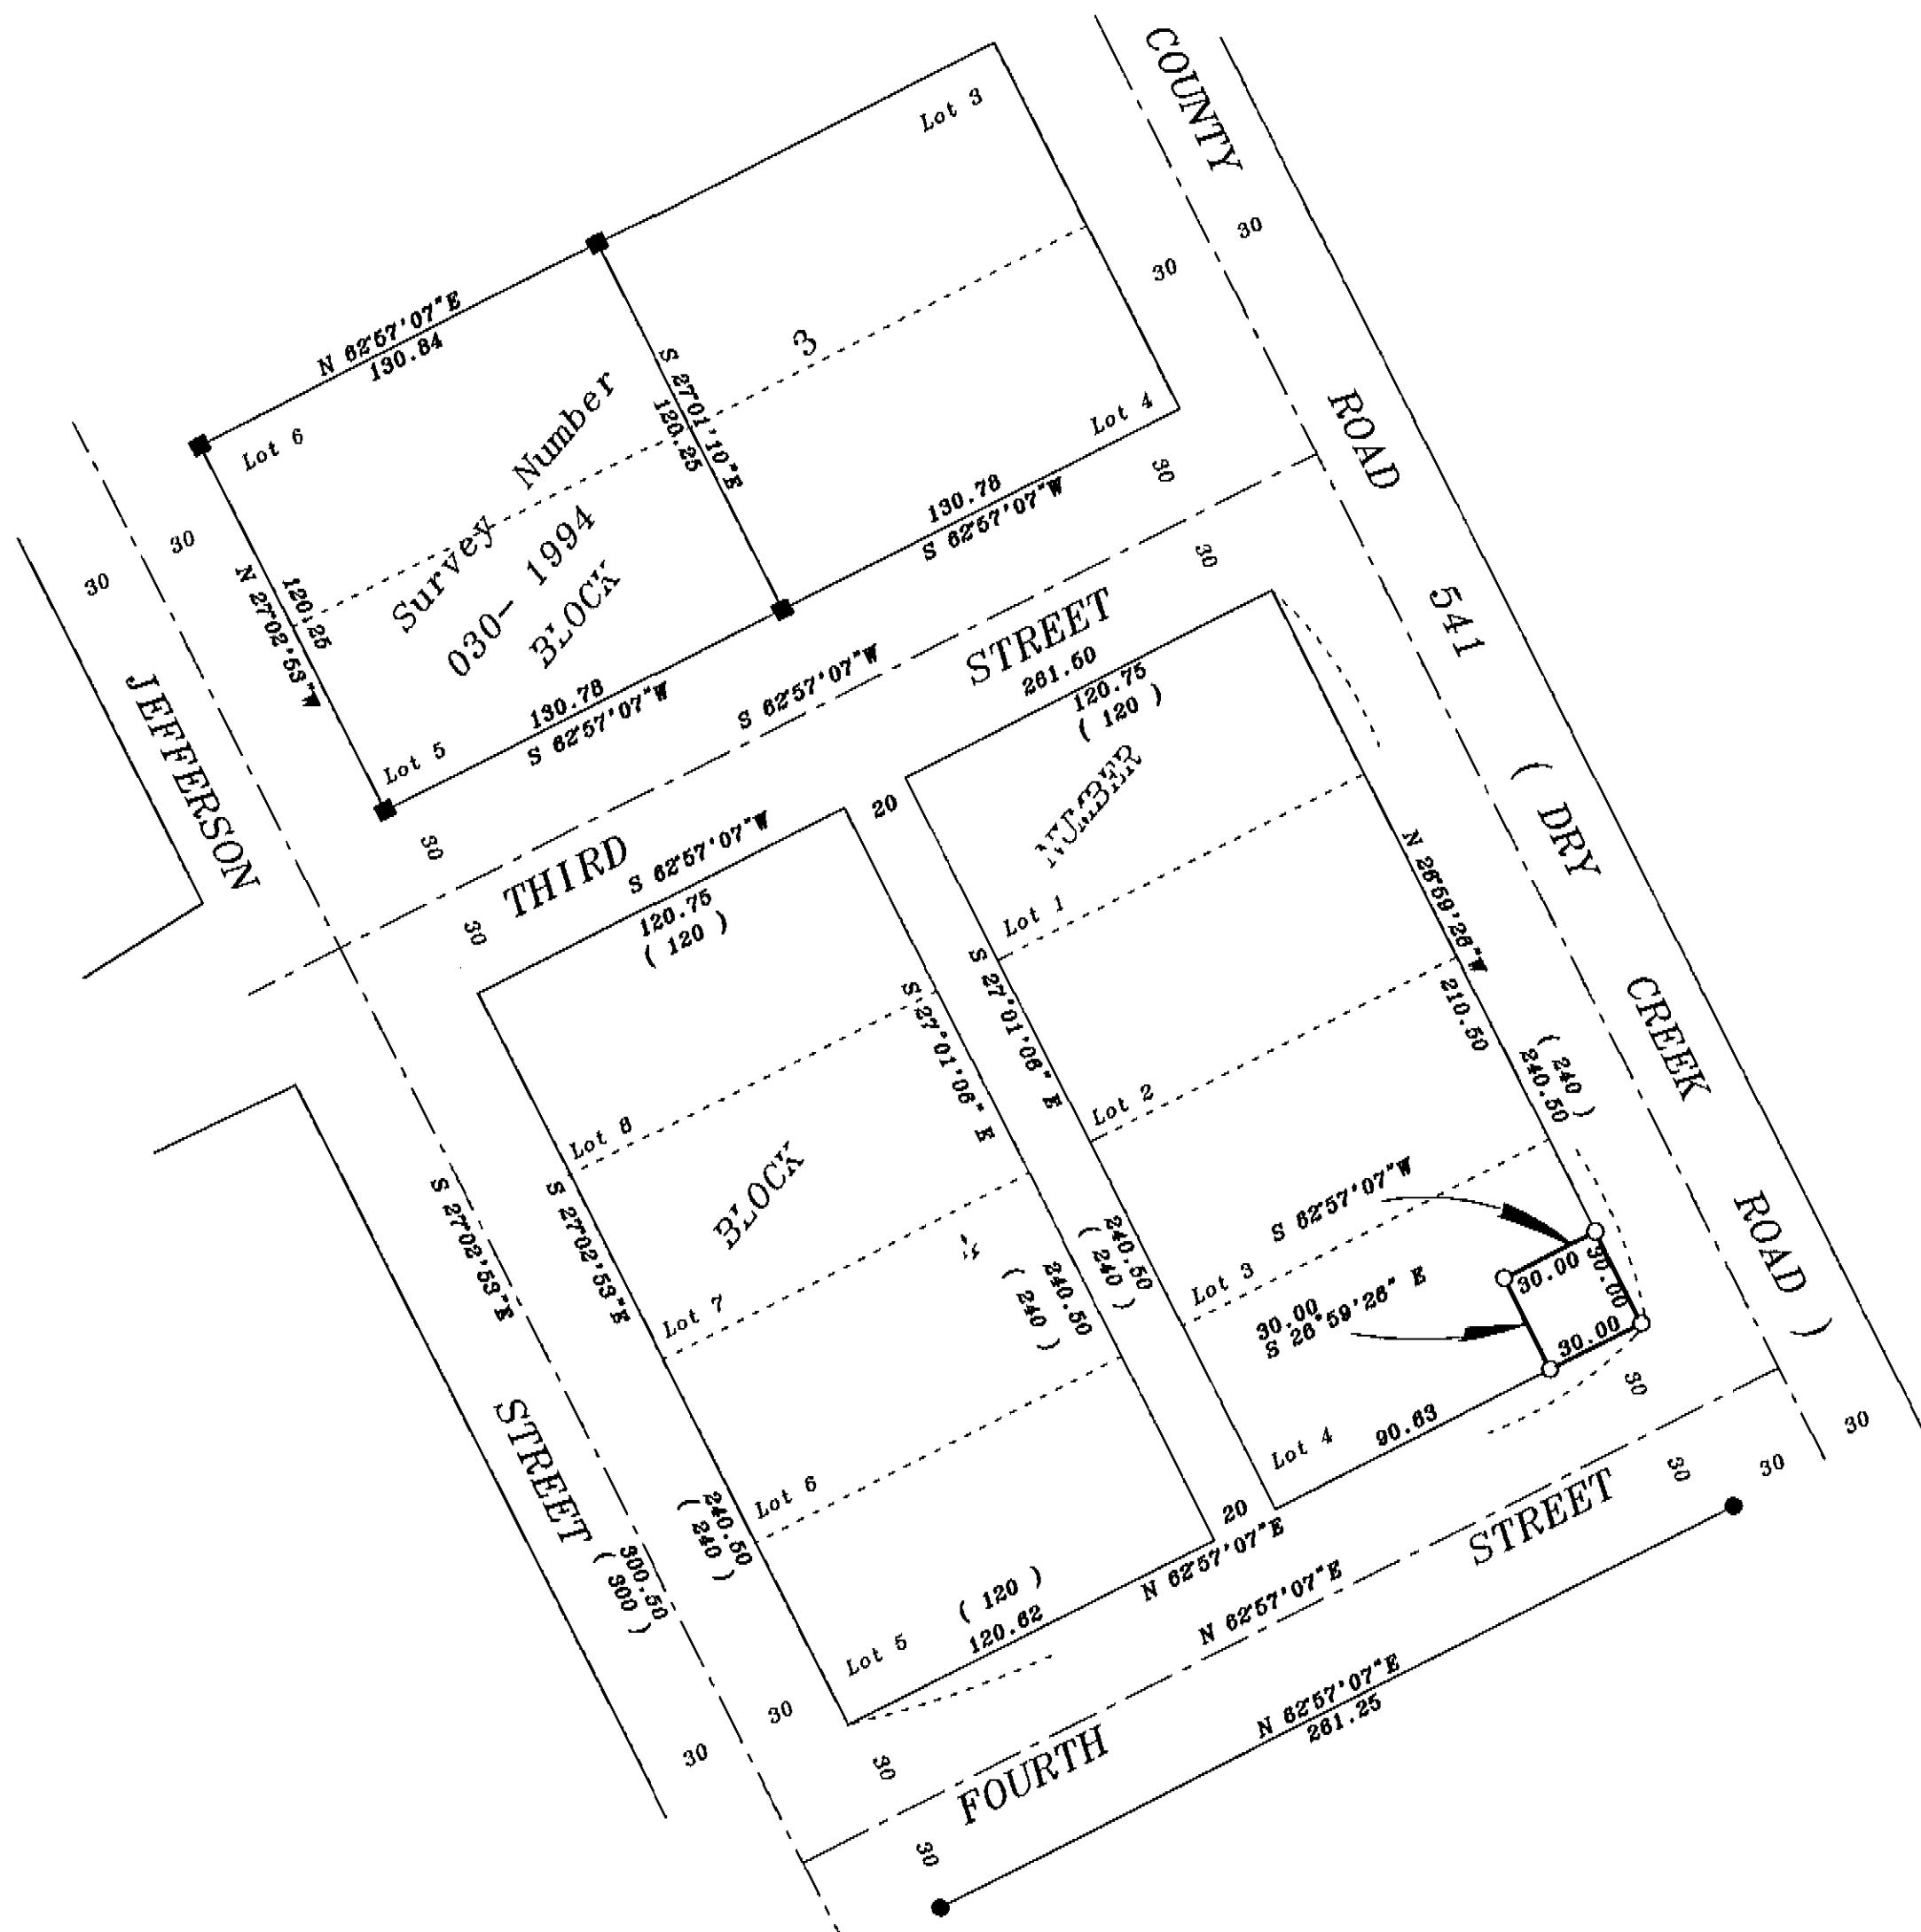 COUNTY
ROAD
541
( DRY
CREEK
ROAD )
Lot 3
30
30
N 62°57'07"E
130.84
S 27°01'10"E
120.25
3
Lot 6
Survey Number
030- 1994
BLOCK
Lot 4
130.78
S 62°57'07"W
30
30
30
30
N 27°02'53"W
120.25
Lot 5
130.78
S 62°57'07"W
S 62°57'07"W
JEFFERSON
30
30
THIRD
STREET
261.50
120.75
( 120 )
20
S 62°57'07"W
120.75
( 120 )
NUMBER
Lot 1
N 26°59'26"W
210.50
( 240 )
240.50
S 27°01'06" E
S 27°01'06" E
Lot 2
Lot 8
BLOCK
S 27°02'53"E
S 27°02'53"E
Lot 7
240.50
( 240 )
240.50
( 240 )
S 62°57'07"W
Lot 3
30.00
S 26°59'26" E
30.00
30.00
30.00
30
Lot 4
90.63
STREET
Lot 6
240.50
( 240 )
300.50
( 300 )
20
N 62°57'07"E
( 120 )
120.62
Lot 5
N 62°57'07"E
STREET
30
30
30
30
30
30
FOURTH
30
N 62°57'07"E
261.25